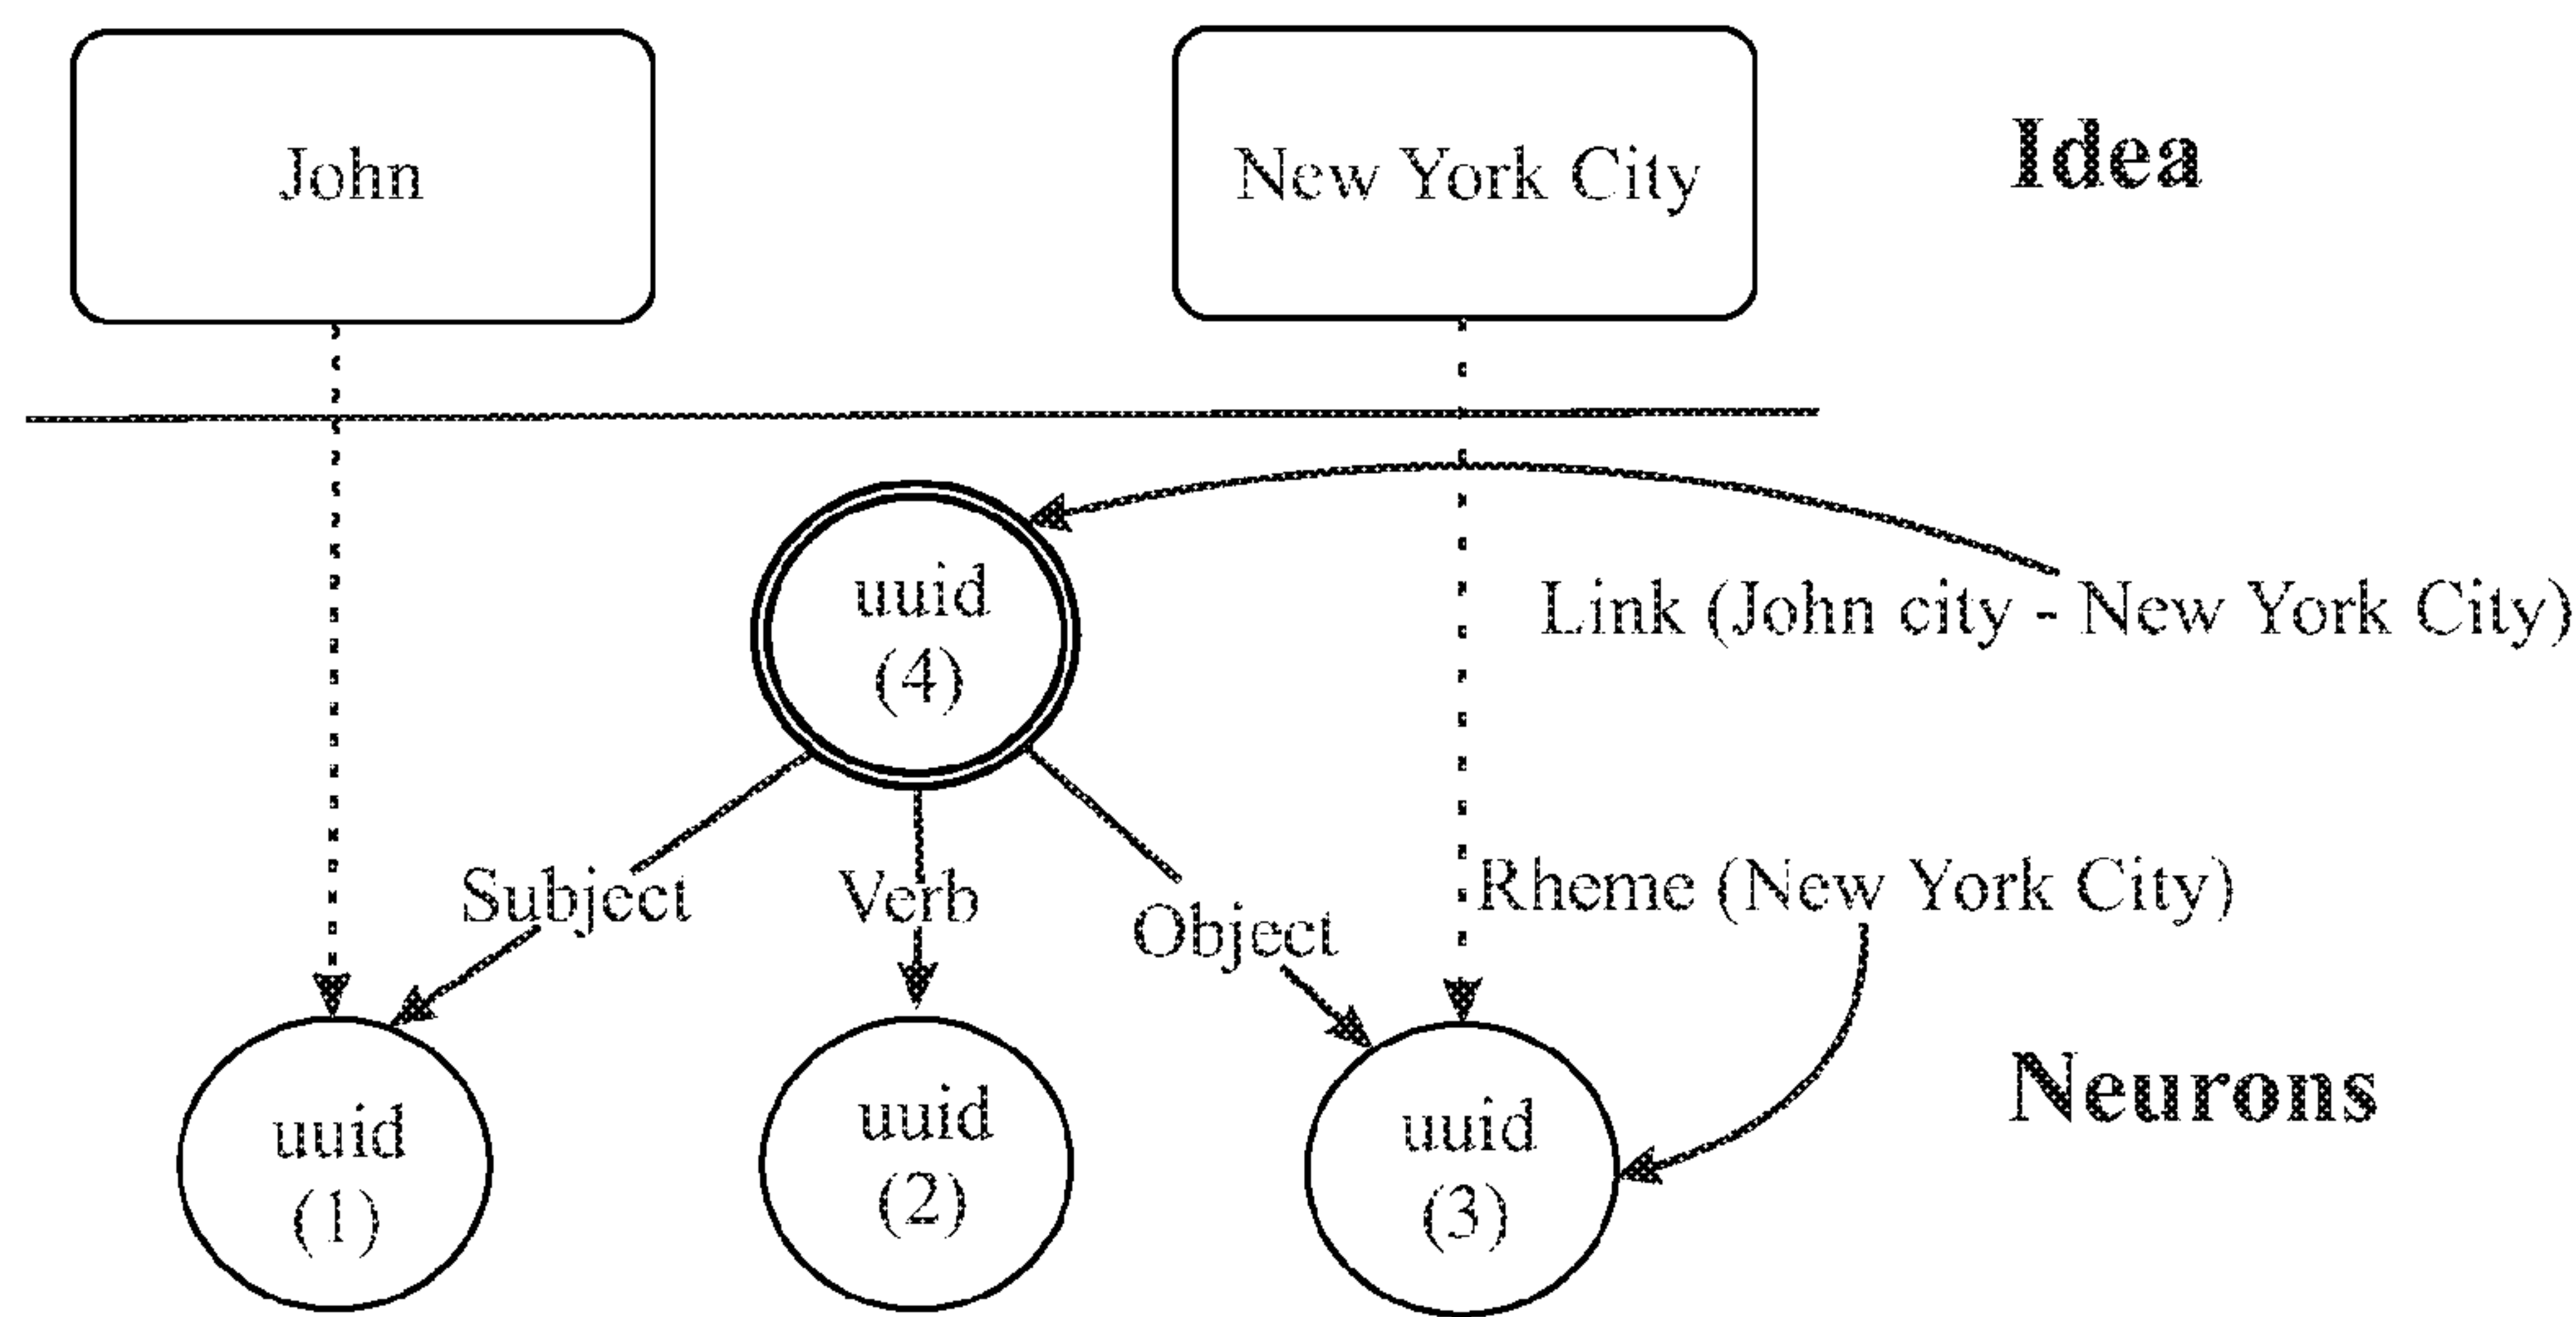 John
New York City
Idea
uuid
(4)
Link (John city - New York City)
Subject
Verb
Object
Rheme (New York City)
uuid
(1)
uuid
(2)
uuid
(3)
Neurons